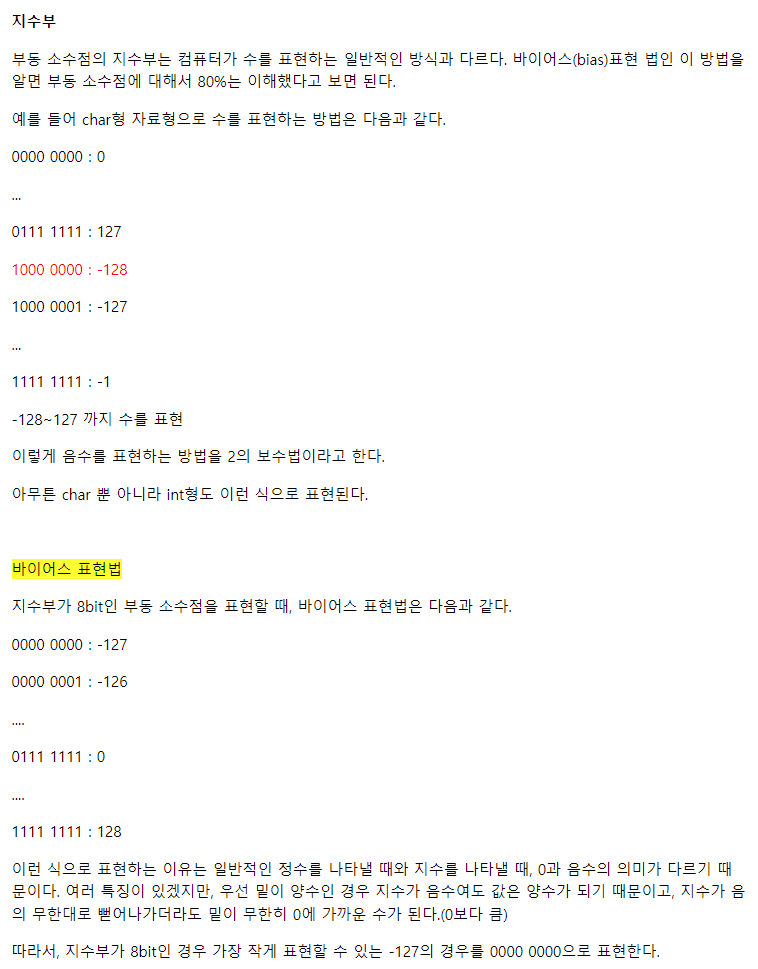 지수부
부동 소수점의 지수부는 컴퓨터가 수를 표현하는 일반적인 방식과 다르다. 바이어스(bias)표현 법인 이 방법을
알면 부동 소수점에 대해서 80%는 이해했다고 보면 된다.
예를 들어 char형 자료형으로 수를 표현하는 방법은 다음과 같다.
0000 0000 : 0
...
0111 1111 : 127
1000 0000 : -128
1000 0001 : -127
...
1111 1111 : -1
-128~127 까지 수를 표현
이렇게 음수를 표현하는 방법을 2의 보수법이라고 한다.
아무튼 char 뿐 아니라 int형도 이런 식으로 표현된다.
바이어스 표현법
지수부가 8bit인 부동 소수점을 표현할 때, 바이어스 표현법은 다음과 같다.
0000 0000 : -127
0000 0001 : -126
....
0111 1111 : 0
....
1111 1111 : 128
이런 식으로 표현하는 이유는 일반적인 정수를 나타낼 때와 지수를 나타낼 때, 0과 음수의 의미가 다르기 때
문이다. 여러 특징이 있겠지만, 우선 밑이 양수인 경우 지수가 음수여도 값은 양수가 되기 때문이고, 지수가 음
의 무한대로 뻗어나가더라도 밑이 무한히 0에 가까운 수가 된다.(0보다 큼)
따라서, 지수부가 8bit인 경우 가장 작게 표현할 수 있는 -127의 경우를 0000 0000으로 표현한다.